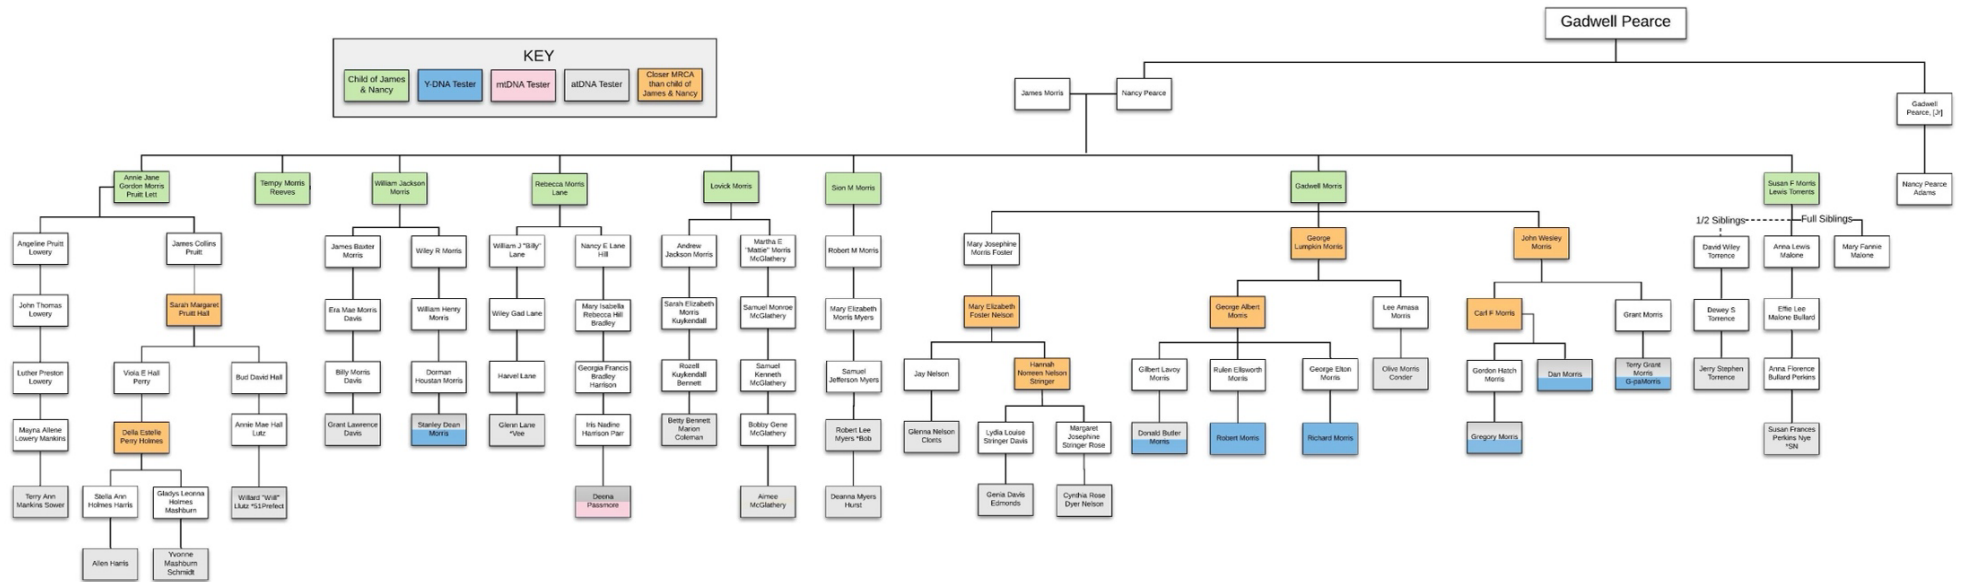 Gadwell Pearce
KEY
Child of James
& Nancy
Y-DNA Tester
mtDNA Tester
atDNA Tester
Closer MRCA
than child of
James & Nancy
James Morris
Nancy Pearce
Gadwell
Pearce, [Jr]
Annie Jane
Gordon Morris
Pruitt Lett
Tempy Morris
Reeves
William Jackson
Morris
Rebecca Morris
Lane
Lovick Morris
Sion M Morris
Gadwell Morris
Susan F Morris
Lewis Torrents
Nancy Pearce
Adams
1/2 Siblings
Full Siblings
Angeline Pruitt
Lowery
James Collins
Pruitt
James Baxter
Morris
Wiley R Morris
William J "Billy"
Lane
Nancy E Lane
Hill
Andrew
Jackson Morris
Martha E
"Mattie" Morris
McGlathery
Robert M Morris
Mary Josephine
Morris Foster
George
Lumpkin Morris
John Wesley
Morris
David Wiley
Torrence
Anna Lewis
Malone
Mary Fannie
Malone
John Thomas
Lowery
Sarah Margaret
Pruitt Hall
Era Mae Morris
Davis
William Henry
Morris
Wiley Gad Lane
Mary Isabella
Rebecca Hill
Bradley
Sarah Elizabeth
Morris
Kuykendall
Samuel Monroe
McGlathery
Mary Elizabeth
Morris Myers
Mary Elizabeth
Foster Nelson
George Albert
Morris
Lee Amasa
Morris
Carl F Morris
Grant Morris
Dewey S
Torrence
Effie Lee
Malone Bullard
Luther Preston
Lowery
Viola E Hall
Perry
Bud David Hall
Billy Morris
Davis
Dorman
Houstan Morris
Harvel Lane
Georgia Francis
Bradley
Harrison
Rozell
Kuykendall
Bennett
Samuel
Kenneth
McGlathery
Samuel
Jefferson Myers
Jay Nelson
Hannah
Norreen Nelson
Stringer
Gilbert Lavoy
Morris
Rulen Ellsworth
Morris
George Elton
Morris
Olive Morris
Conder
Gordon Hatch
Morris
Dan Morris
Terry Grant
Morris
G-paMorris
Jerry Stephen
Torrence
Anna Florence
Bullard Perkins
Mayna Allene
Lowery Mankins
Della Estelle
Perry Holmes
Annie Mae Hall
Lutz
Grant Lawrence
Davis
Stanley Dean
Morris
Glenn Lane
*Vee
Iris Nadine
Harrison Parr
Betty Bennett
Marion
Coleman
Bobby Gene
McGlathery
Robert Lee
Myers *Bob
Glenna Nelson
Clonts
Lydia Louise
Stringer Davis
Margaret
Josephine
Stringer Rose
Donald Butler
Morris
Robert Morris
Richard Morris
Gregory Morris
Susan Frances
Perkins Nye
*SN
Terry Ann
Mankins Sower
Stella Ann
Holmes Harris
Gladys Leonna
Holmes
Mashburn
Willard "Will"
Llutz *51Prefect
Deena
Passmore
Aimee
McGlathery
Deanna Myers
Hurst
Genia Davis
Edmonds
Cynthia Rose
Dyer Nelson
Allen Harris
Yvonne
Mashburn
Schmidt